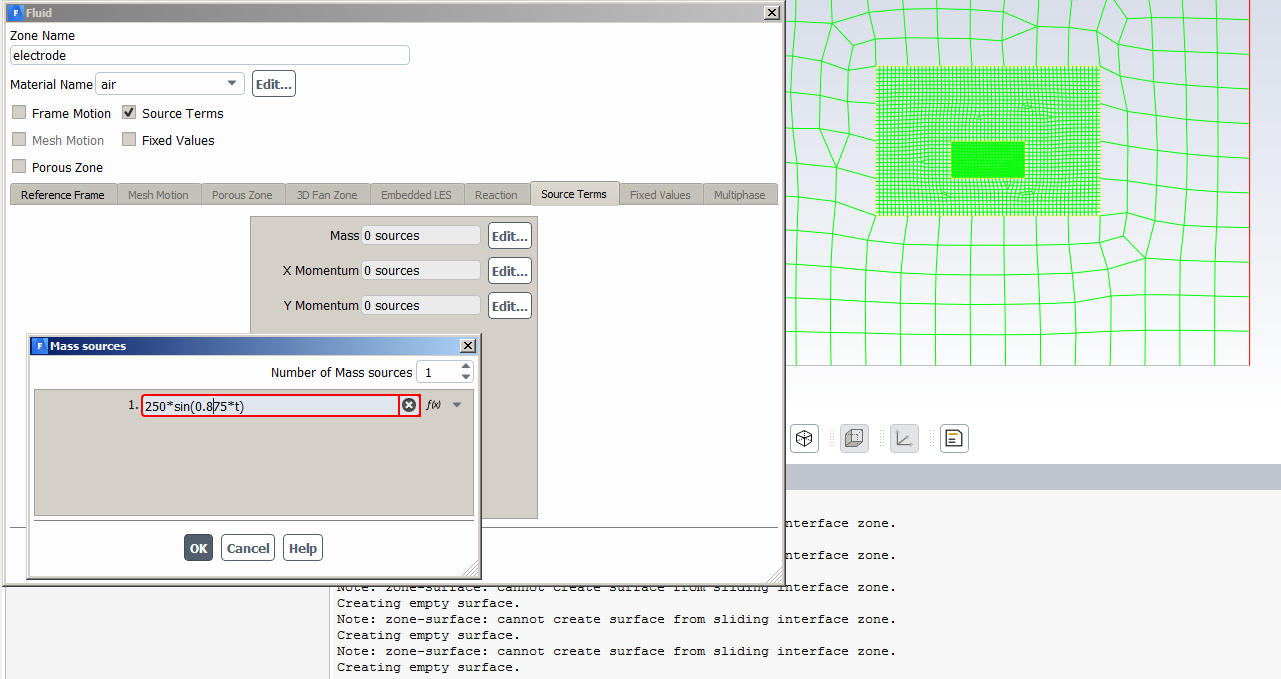 Fluid
Zone Name
electrode
Material Name air Edit...
Frame Motion Source Terms
Mesh Motion Fixed Values
Porous Zone
Reference Frame Mesh Motion Porous Zone 3D Fan Zone Embedded LES Reaction Source Terms Fixed Values Multiphase
Mass 0 sources Edit...
X Momentum 0 sources Edit...
Y Momentum 0 sources Edit...
Mass sources
Number of Mass sources 1
1. 250*sin(0.875*t) f(x)
OK Cancel Help
nterface zone.
nterface zone.
Note: zone-surface: cannot create surface from sliding interface zone.
Creating empty surface.
Note: zone-surface: cannot create surface from sliding interface zone.
Creating empty surface.
Note: zone-surface: cannot create surface from sliding interface zone.
Creating empty surface.